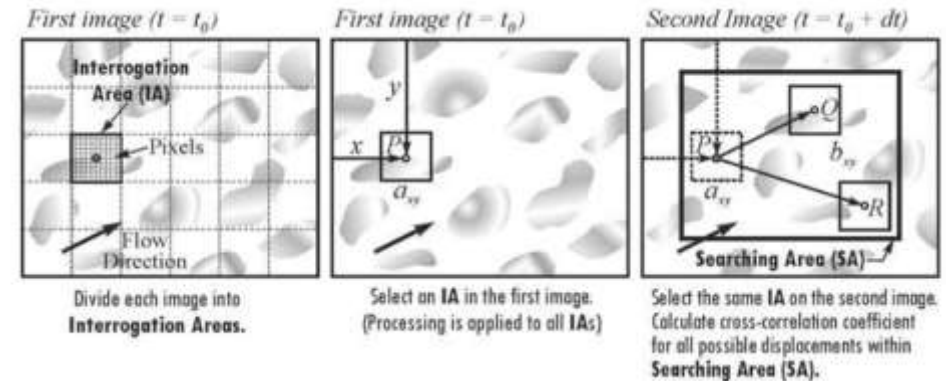 First image (t = t₀)
First image (t = t₀)
Second Image (t = t₀ + dt)
Interrogation
Area (IA)
Pixels
Flow
Direction
x
y
P
aₓᵧ
P
aₓᵧ
Q
bₓᵧ
R
Searching Area (SA)
Divide each image into
Interrogation Areas.
Select an IA in the first image.
(Processing is applied to all IAs)
Select the same IA on the second image.
Calculate cross-correlation coefficient
for all possible displacements within
Searching Area (SA).